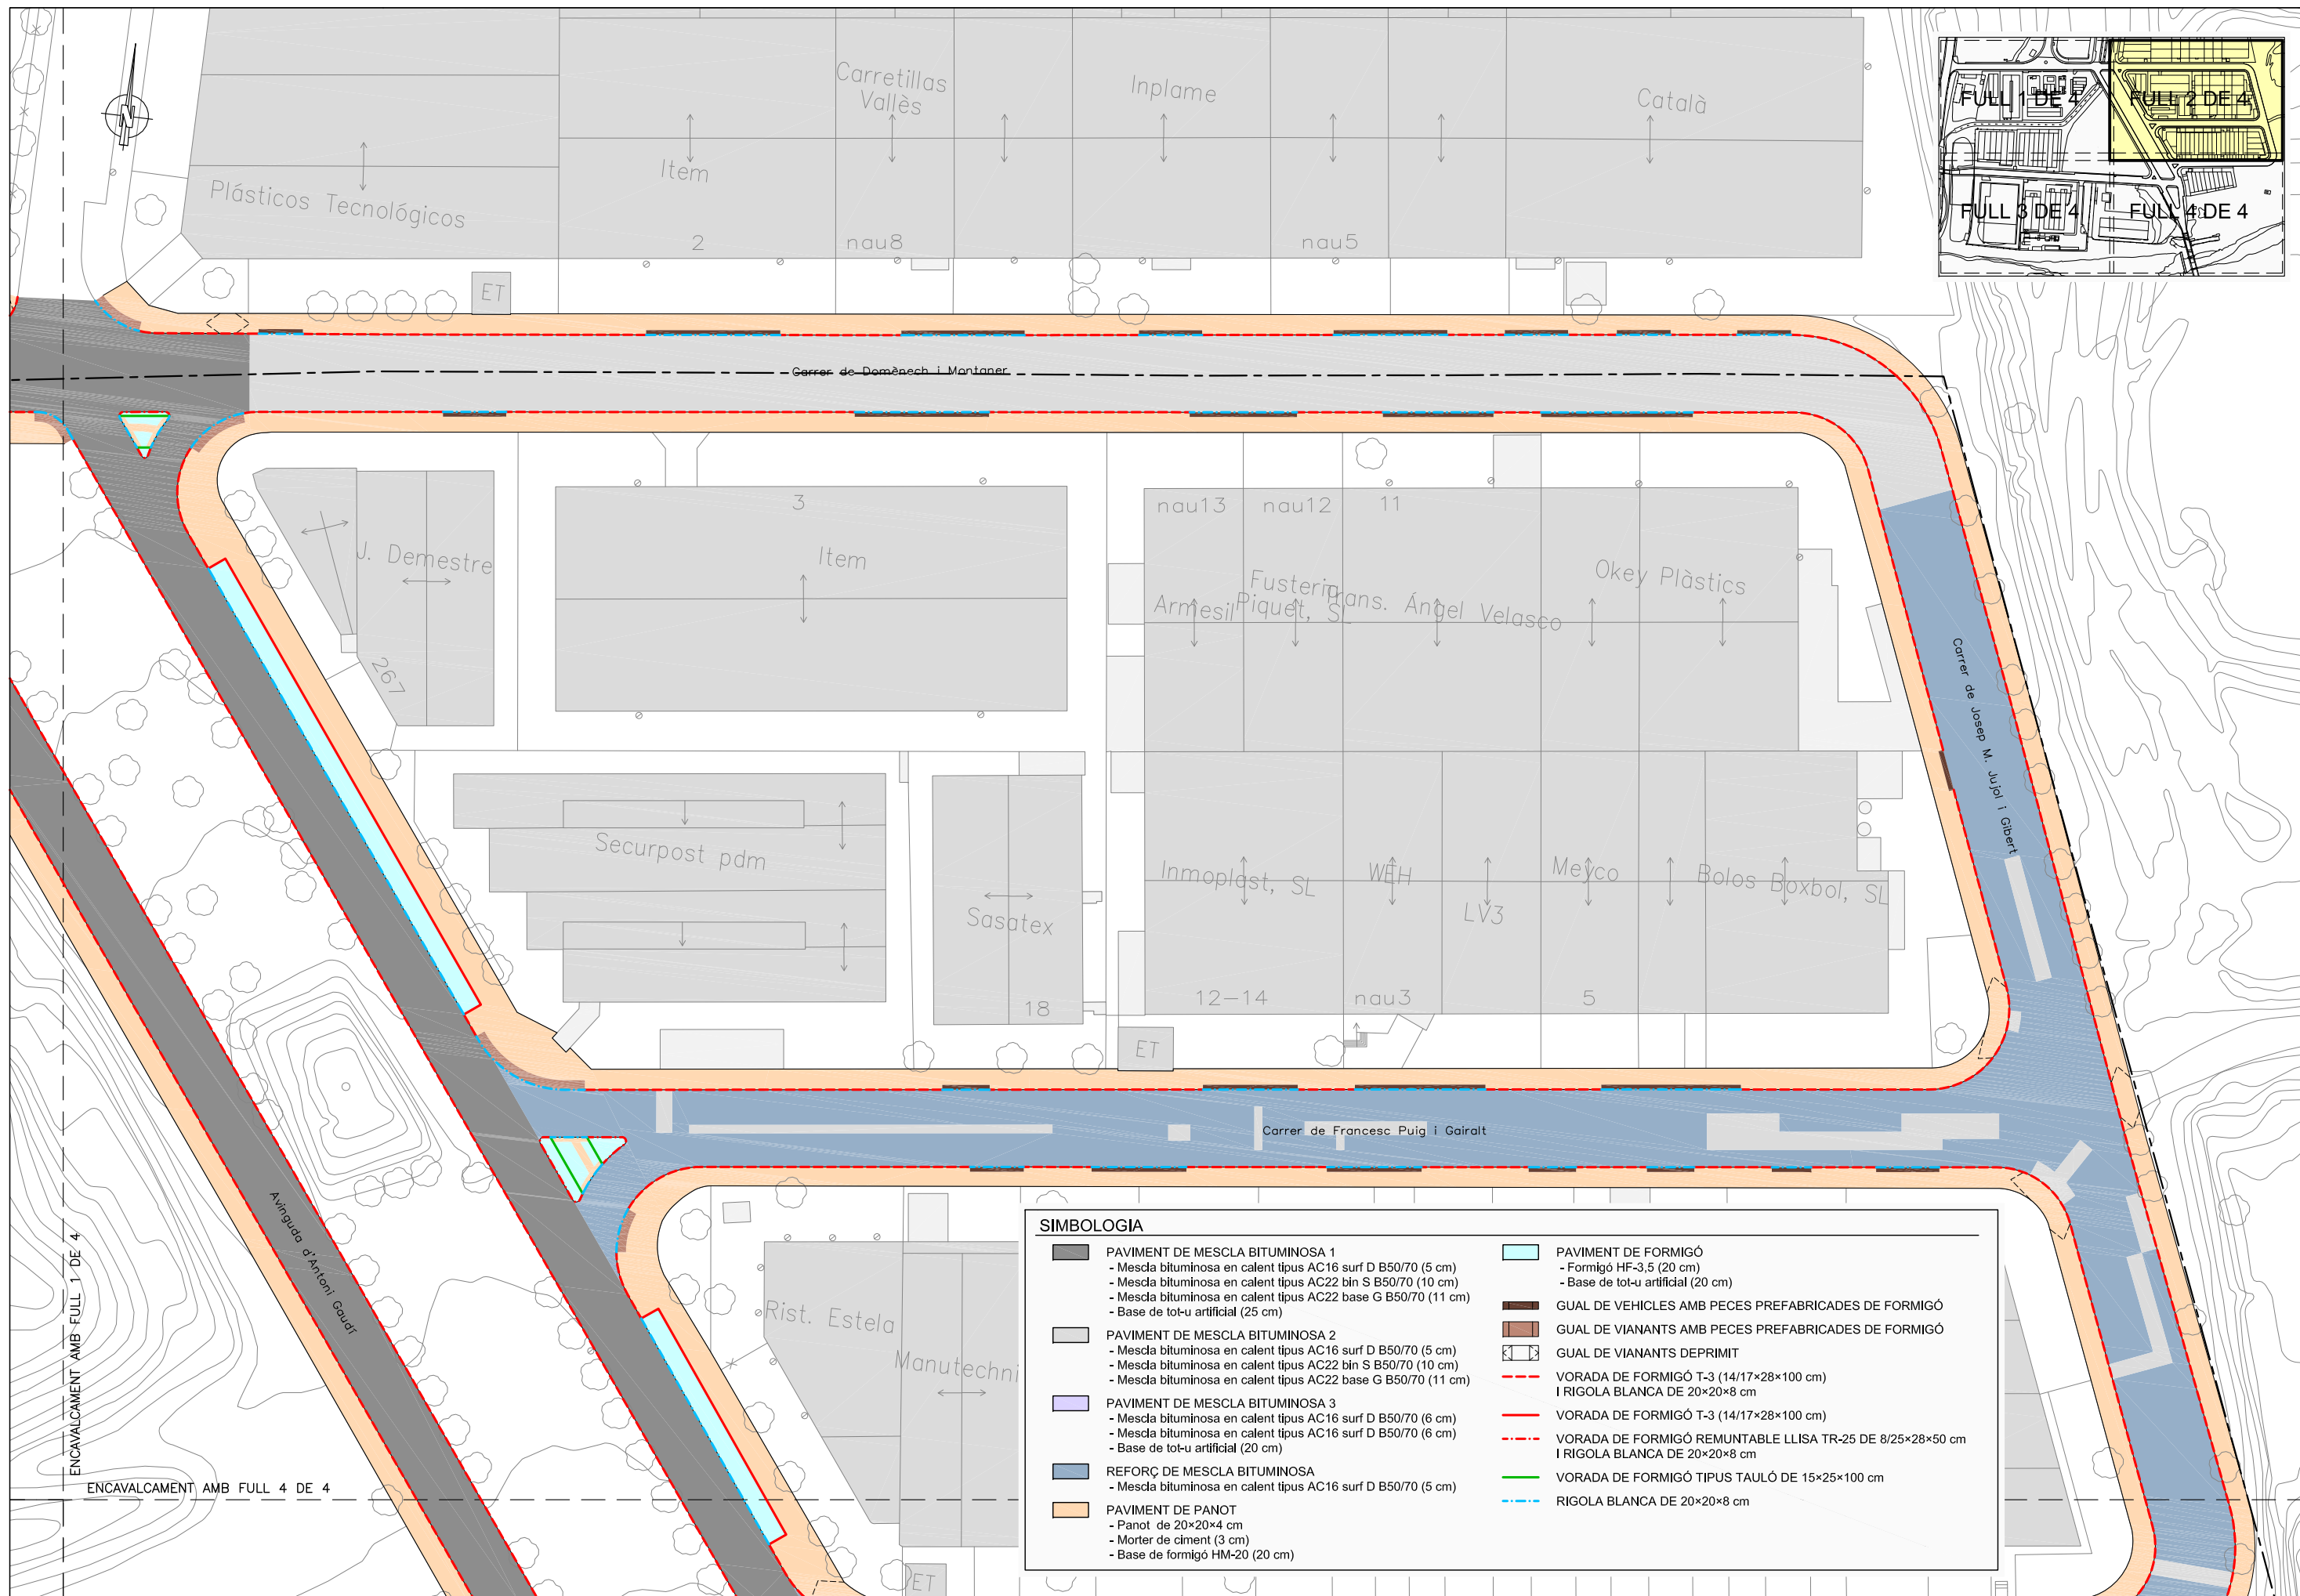 Carretillas
Vallès
Inplame
Català
Item
Plásticos Tecnológicos
2
nau8
nau5
ET
N
FULL 1 DE 4
FULL 2 DE 4
FULL 3 DE 4
FULL 4 DE 4
Carrer de Domènech i Montaner
3
nau13
nau12
11
J. Demestre
Item
Okey Plàstics
Fusteria
Piquet, SL
Armesil
Trans. Ángel Velasco
267
Carrer de Josep M. Jujol i Gibert
Securpost pdm
Sasatex
18
Inmoplast, SL
WEH
LV3
Meyco
Bolos Boxbol, SL
12-14
nau3
5
ET
Carrer de Francesc Puig i Gairalt
Avinguda d'Antoni Gaudí
ENCAVALCAMENT AMB FULL 1 DE 4
ENCAVALCAMENT AMB FULL 4 DE 4
Rist. Estela
Manutechni
ET
SIMBOLOGIA
PAVIMENT DE MESCLA BITUMINOSA 1
- Mescla bituminosa en calent tipus AC16 surf D B50/70 (5 cm)
- Mescla bituminosa en calent tipus AC22 bin S B50/70 (10 cm)
- Mescla bituminosa en calent tipus AC22 base G B50/70 (11 cm)
- Base de tot-u artificial (25 cm)
PAVIMENT DE MESCLA BITUMINOSA 2
- Mescla bituminosa en calent tipus AC16 surf D B50/70 (5 cm)
- Mescla bituminosa en calent tipus AC22 bin S B50/70 (10 cm)
- Mescla bituminosa en calent tipus AC22 base G B50/70 (11 cm)
PAVIMENT DE MESCLA BITUMINOSA 3
- Mescla bituminosa en calent tipus AC16 surf D B50/70 (6 cm)
- Mescla bituminosa en calent tipus AC16 surf D B50/70 (6 cm)
- Base de tot-u artificial (20 cm)
REFORÇ DE MESCLA BITUMINOSA
- Mescla bituminosa en calent tipus AC16 surf D B50/70 (5 cm)
PAVIMENT DE PANOT
- Panot de 20×20×4 cm
- Morter de ciment (3 cm)
- Base de formigó HM-20 (20 cm)
PAVIMENT DE FORMIGÓ
- Formigó HF-3,5 (20 cm)
- Base de tot-u artificial (20 cm)
GUAL DE VEHICLES AMB PECES PREFABRICADES DE FORMIGÓ
GUAL DE VIANANTS AMB PECES PREFABRICADES DE FORMIGÓ
GUAL DE VIANANTS DEPRIMIT
VORADA DE FORMIGÓ T-3 (14/17×28×100 cm)
I RIGOLA BLANCA DE 20×20×8 cm
VORADA DE FORMIGÓ T-3 (14/17×28×100 cm)
VORADA DE FORMIGÓ REMUNTABLE LLISA TR-25 DE 8/25×28×50 cm
I RIGOLA BLANCA DE 20×20×8 cm
VORADA DE FORMIGÓ TIPUS TAULÓ DE 15×25×100 cm
RIGOLA BLANCA DE 20×20×8 cm